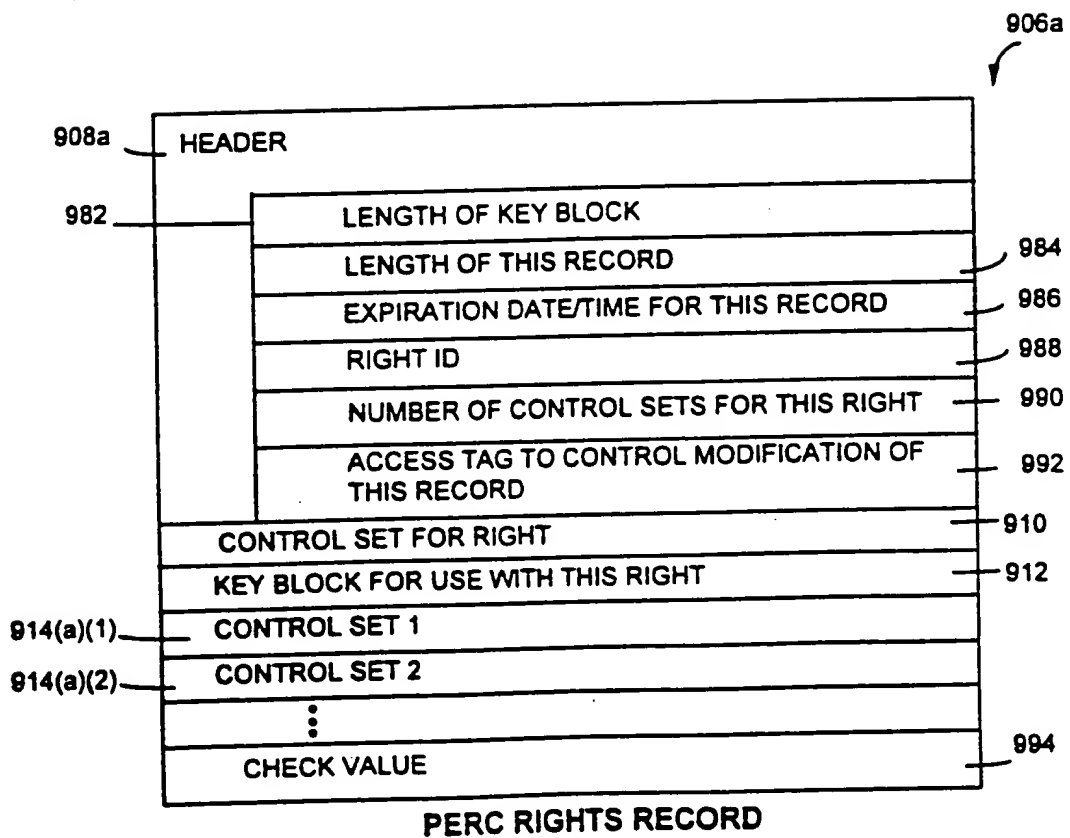 906a
908a HEADER
982 LENGTH OF KEY BLOCK
LENGTH OF THIS RECORD 984
EXPIRATION DATE/TIME FOR THIS RECORD 986
RIGHT ID 988
NUMBER OF CONTROL SETS FOR THIS RIGHT 990
ACCESS TAG TO CONTROL MODIFICATION OF
THIS RECORD 992
CONTROL SET FOR RIGHT 910
KEY BLOCK FOR USE WITH THIS RIGHT 912
914(a)(1) CONTROL SET 1
914(a)(2) CONTROL SET 2
CHECK VALUE 994
PERC RIGHTS RECORD